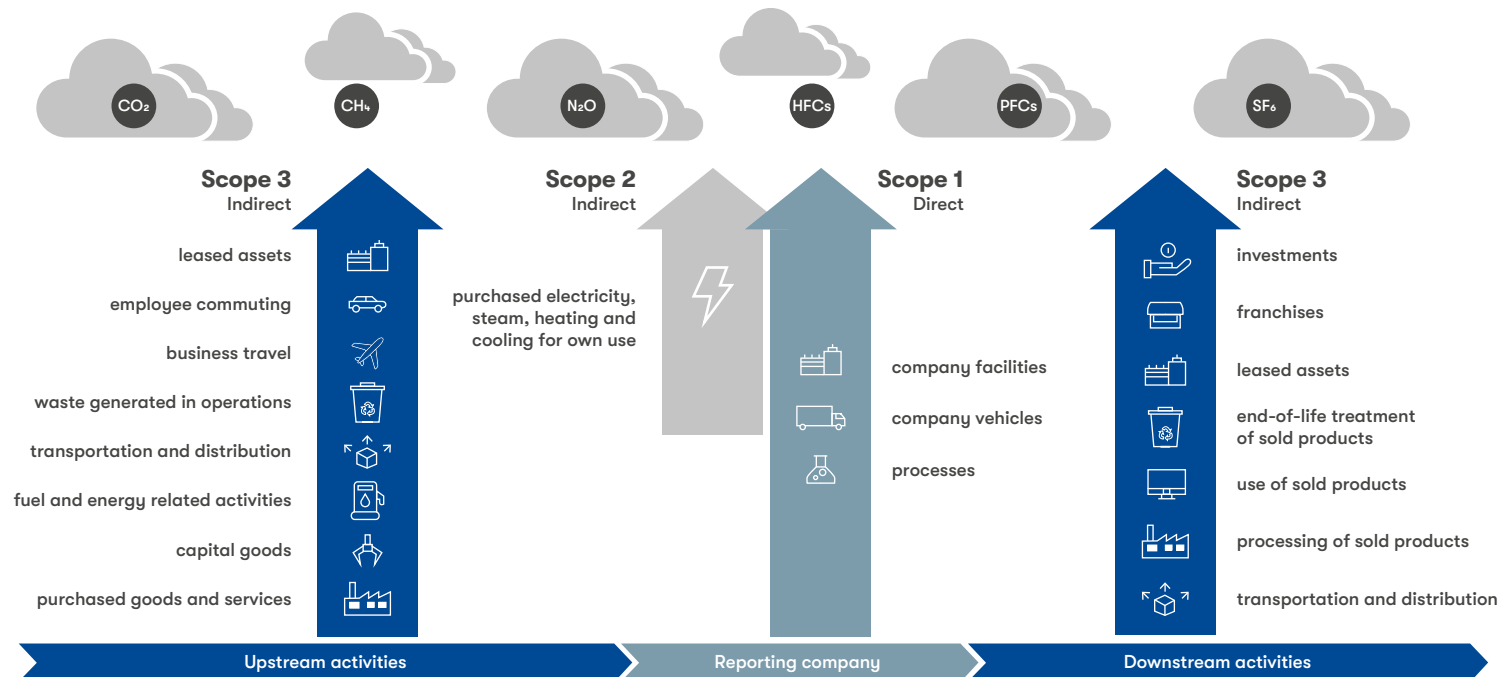 CO₂
CH₄
N₂O
HFCs
PFCs
SF₆
Scope 3
Indirect
leased assets
employee commuting
business travel
waste generated in operations
transportation and distribution
fuel and energy related activities
capital goods
purchased goods and services
Scope 2
Indirect
purchased electricity,
steam, heating and
cooling for own use
Scope 1
Direct
company facilities
company vehicles
processes
Scope 3
Indirect
investments
franchises
leased assets
end-of-life treatment
of sold products
use of sold products
processing of sold products
transportation and distribution
Upstream activities
Reporting company
Downstream activities